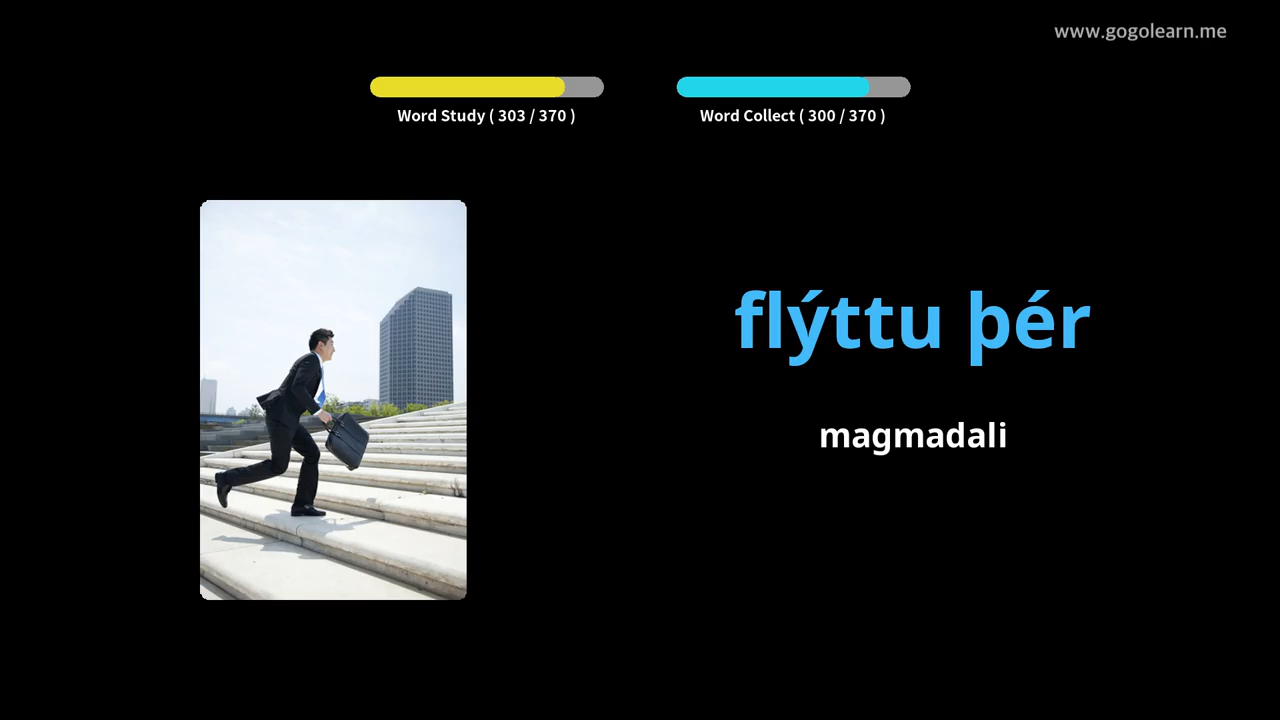 www.gogolearn.me
Word Study ( 303 / 370 )
Word Collect ( 300 / 370 )
flýttu þér
magmadali